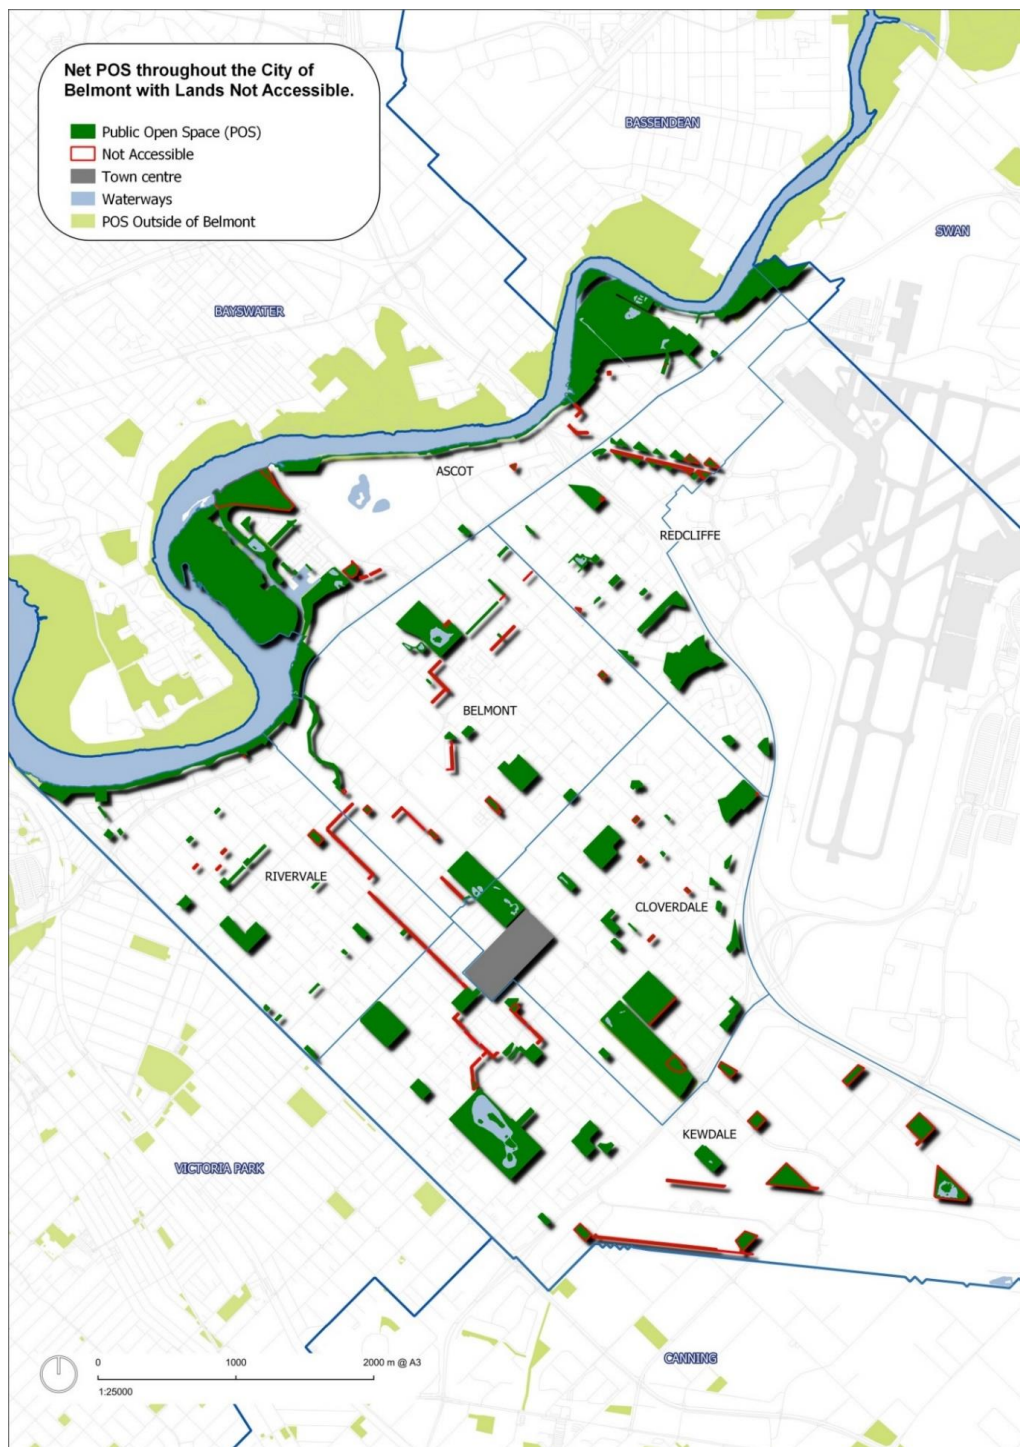 Net POS throughout the City of
Belmont with Lands Not Accessible.
Public Open Space (POS)
Not Accessible
Town centre
Waterways
POS Outside of Belmont
BASSENDEAN
SWAN
BAYSWATER
ASCOT
REDCLIFFE
BELMONT
RIVERVALE
CLOVERDALE
KEWDALE
VICTORIA PARK
CANNING
0 1000 2000 m @ A3
1:25000